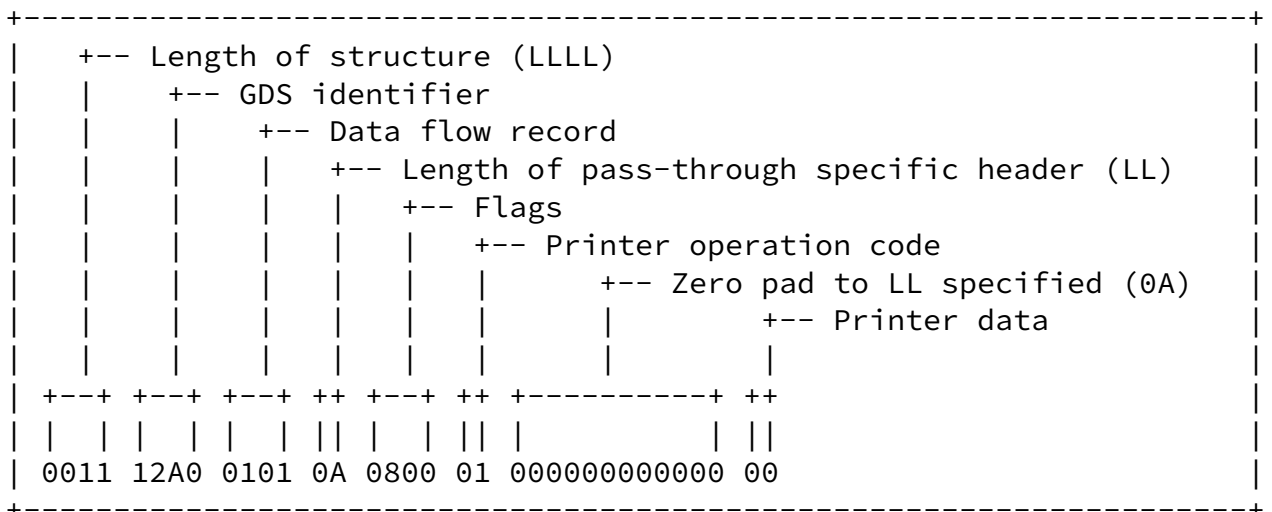 +--------------------------------------------------------------------+
|   +-- Length of structure (LLLL)                                   |
|   |    +-- GDS identifier                                          |
|   |    |    +-- Data flow record                                   |
|   |    |    |   +-- Length of pass-through specific header (LL)    |
|   |    |    |   |   +-- Flags                                      |
|   |    |    |   |   |   +-- Printer operation code                 |
|   |    |    |   |   |   |      +-- Zero pad to LL specified (0A)   |
|   |    |    |   |   |   |      |        +-- Printer data           |
|   |    |    |   |   |   |      |        |                          |
| +--+ +--+ +--+ ++ +--+ ++ +----------+ ++                          |
| |  | |  | |  | || |  | || |          | ||                          |
| 0011 12A0 0101 0A 0800 01 000000000000 00                          |
+--------------------------------------------------------------------+